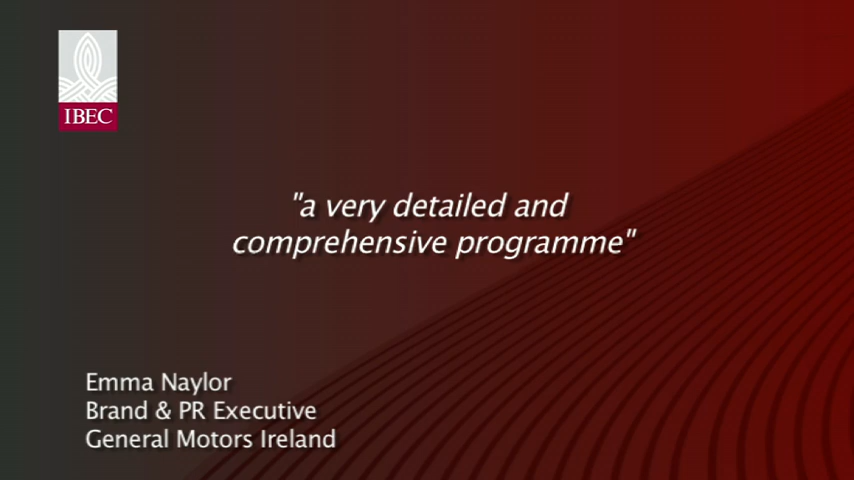 IBEC
"a very detailed and
comprehensive programme"
Emma Naylor
Brand & PR Executive
General Motors Ireland